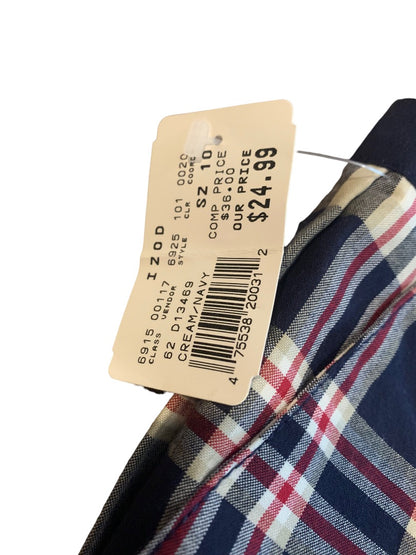 IZOD
6915 00117 6925 101 0020
CLASS VENDOR STYLE CLR COORD
62 D13469 SZ 10
CREAM/NAVY
COMP PRICE
$36.00
OUR PRICE
$24.99
4 75538 20031 2